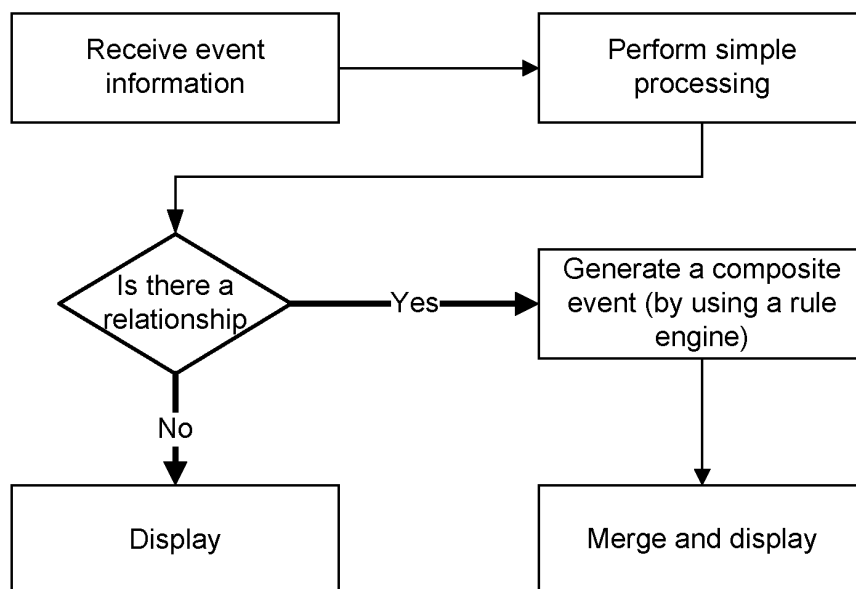 Receive event
information
Perform simple
processing
Is there a
relationship
Yes
Generate a composite
event (by using a rule
engine)
No
Display
Merge and display